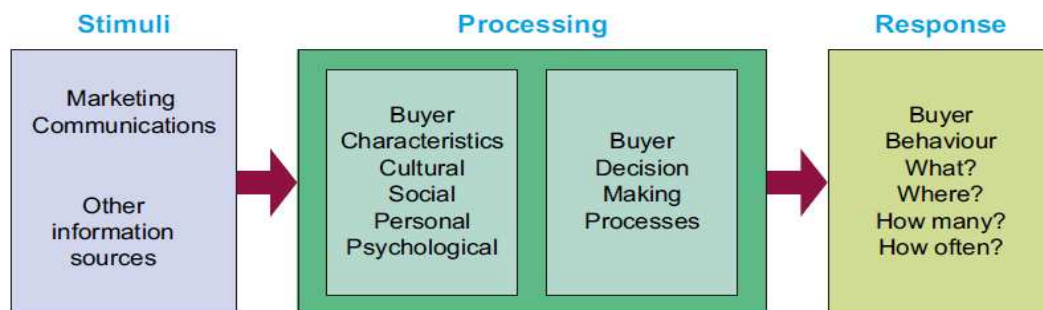 Stimuli
Marketing
Communications
Other
information
sources
Processing
Buyer
Characteristics
Cultural
Social
Personal
Psychological
Buyer
Decision
Making
Processes
Response
Buyer
Behaviour
What?
Where?
How many?
How often?